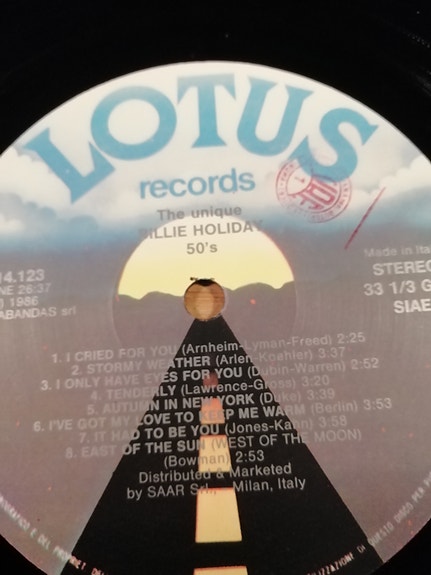 LOTUS
records
The unique
BILLIE HOLIDAY
50's
14.123
NE 26:37
1986
ABANDAS srl
Made in Ita
STEREO
33 1/3 G
SIAE
1. I CRIED FOR YOU (Arnheim-Lyman-Freed) 2:25
2. STORMY WEATHER (Arlen-Koehler) 3:37
3. I ONLY HAVE EYES FOR YOU (Dubin-Warren) 2:52
4. TENDERLY (Lawrence-Gross) 3:20
5. AUTUMN IN NEW YORK (Duke) 3:39
6. I'VE GOT MY LOVE TO KEEP ME WARM (Berlin) 3:53
7. IT HAD TO BE YOU (Jones-Kahn) 3:58
8. EAST OF THE SUN (WEST OF THE MOON)
(Bowman) 2:53
Distributed & Marketed
by SAAR Srl, - Milan, Italy